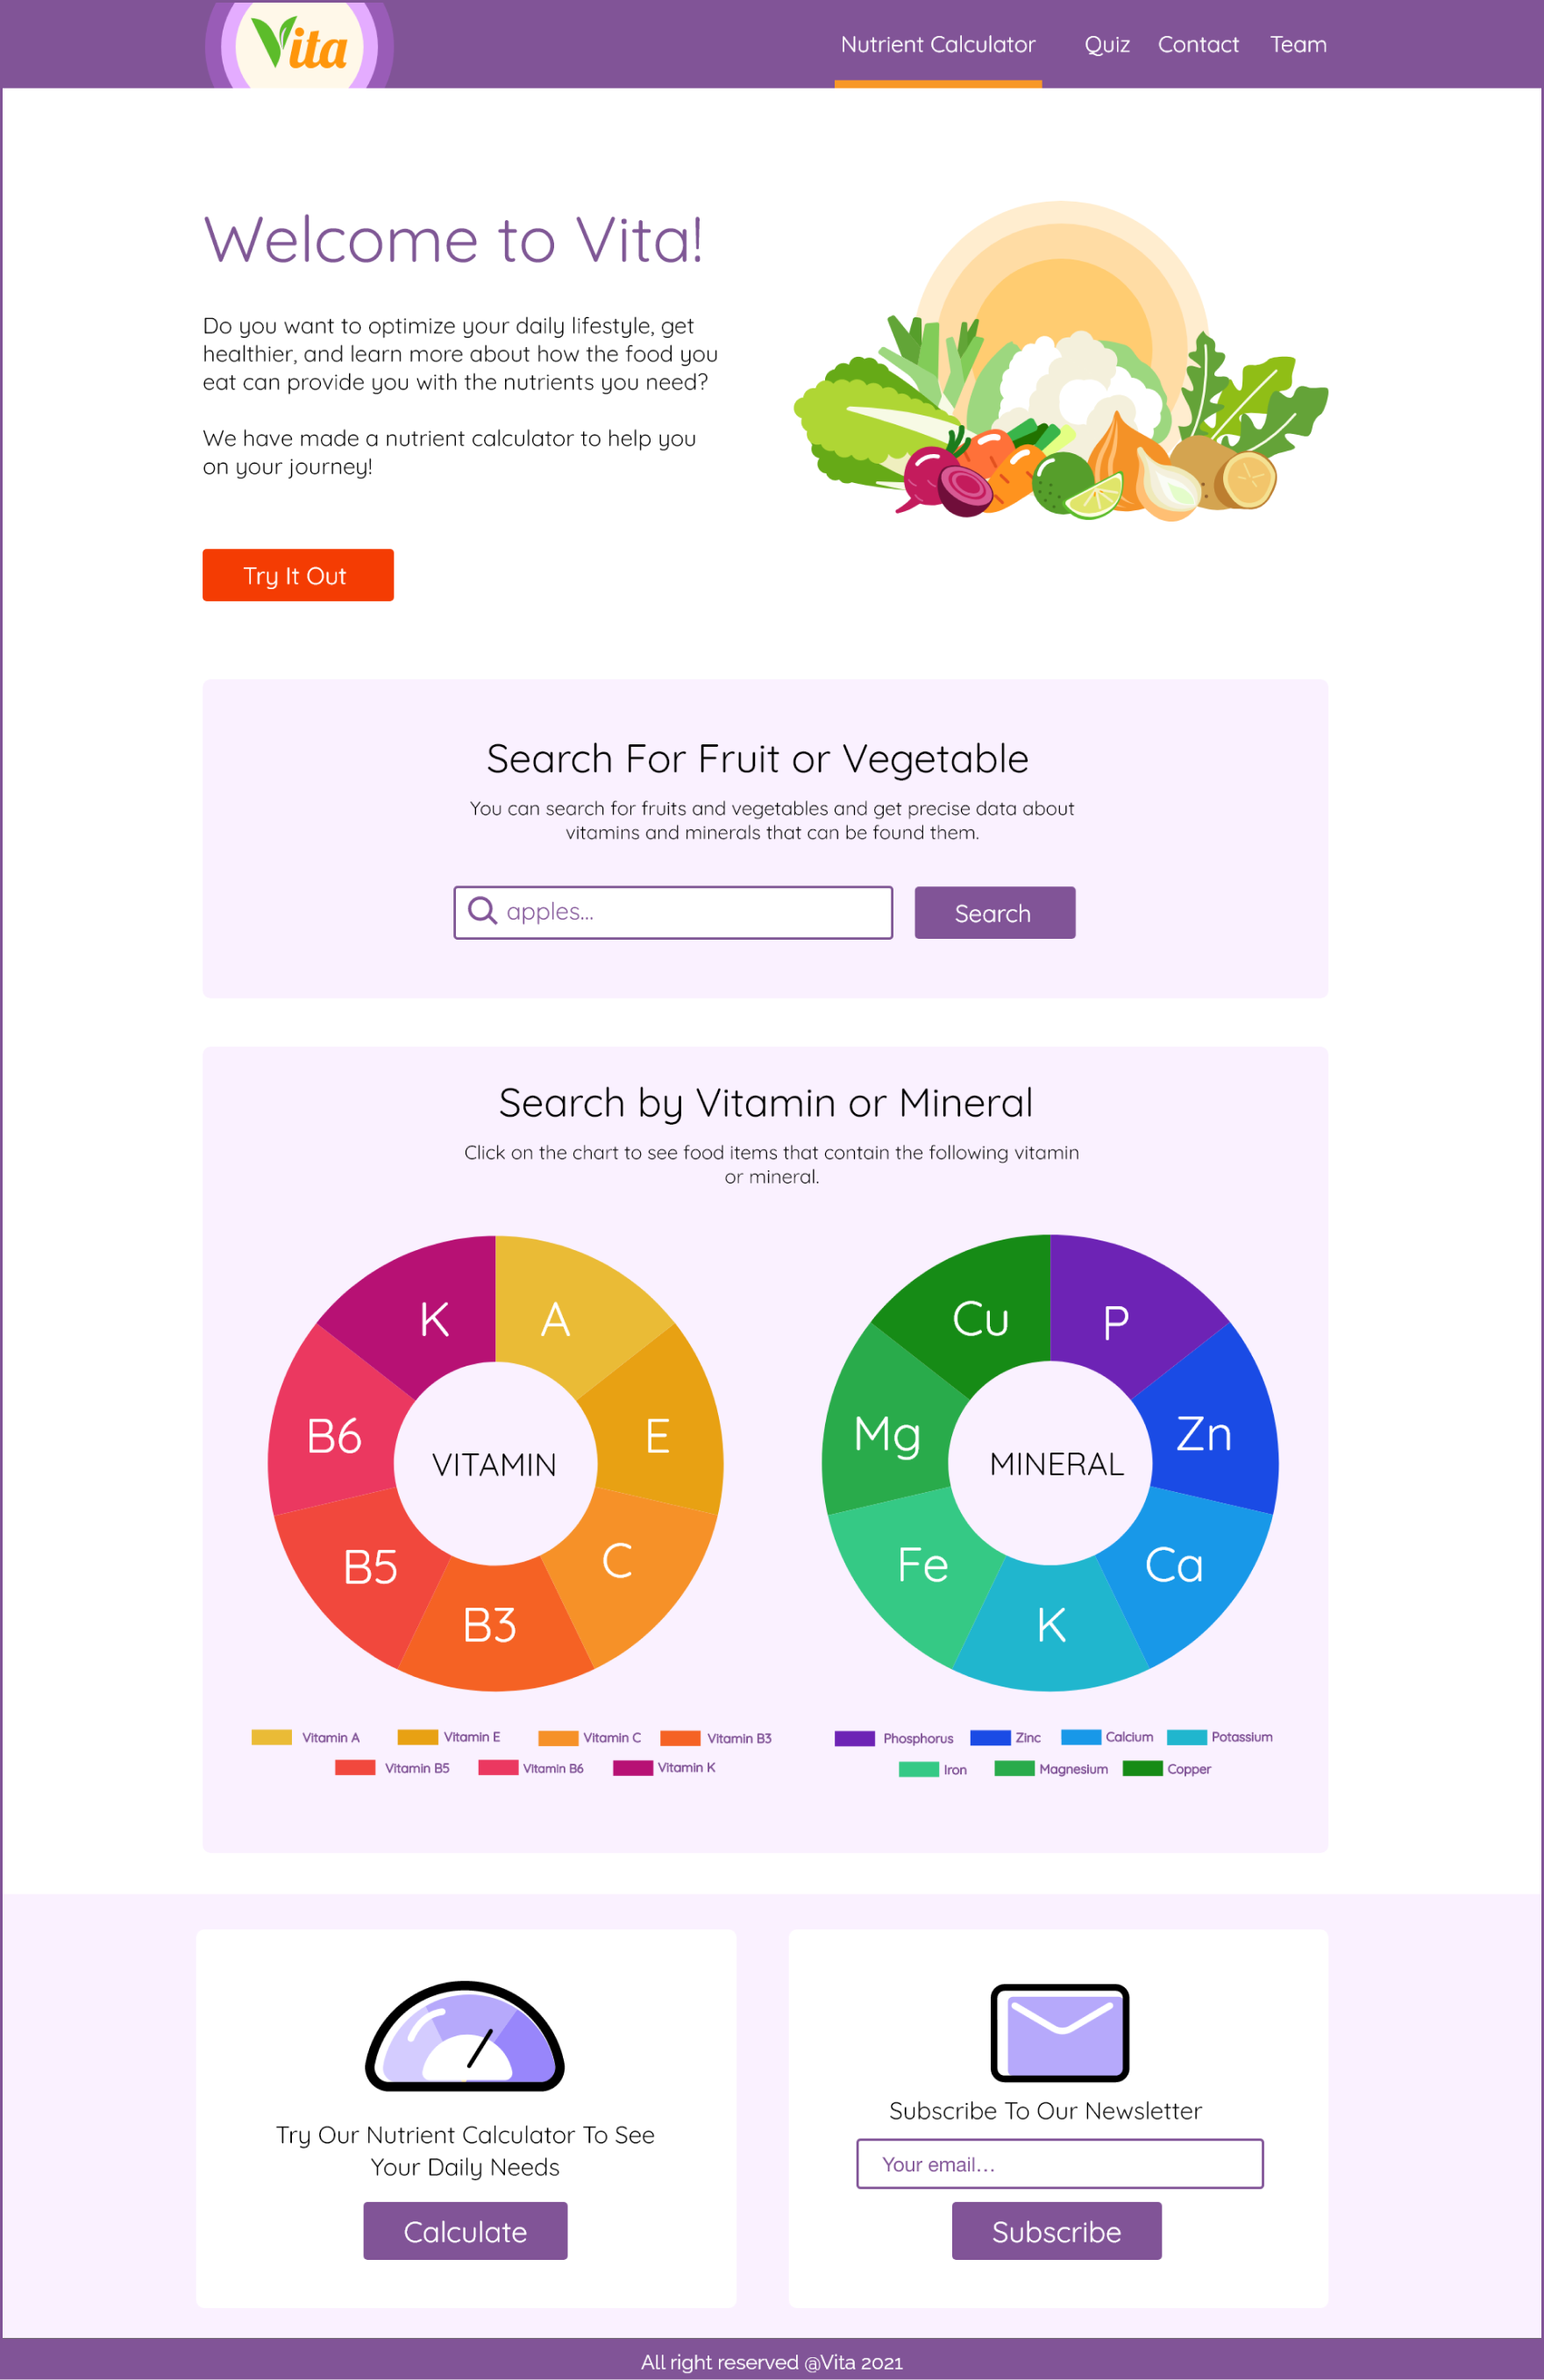 Vita
Nutrient Calculator Quiz Contact Team
Welcome to Vita!
Do you want to optimize your daily lifestyle, get
healthier, and learn more about how the food you
eat can provide you with the nutrients you need?
We have made a nutrient calculator to help you
on your journey!
Try It Out
Search For Fruit or Vegetable
You can search for fruits and vegetables and get precise data about
vitamins and minerals that can be found them.
apples...
Search
Search by Vitamin or Mineral
Click on the chart to see food items that contain the following vitamin
or mineral.
K A
B6 E
VITAMIN
B5 C
B3
Cu P
Mg Zn
MINERAL
Fe Ca
K
Vitamin A Vitamin E Vitamin C Vitamin B3
Vitamin B5 Vitamin B6 Vitamin K
Phosphorus Zinc Calcium Potassium
Iron Magnesium Copper
Try Our Nutrient Calculator To See
Your Daily Needs
Calculate
Subscribe To Our Newsletter
Your email...
Subscribe
All right reserved @Vita 2021